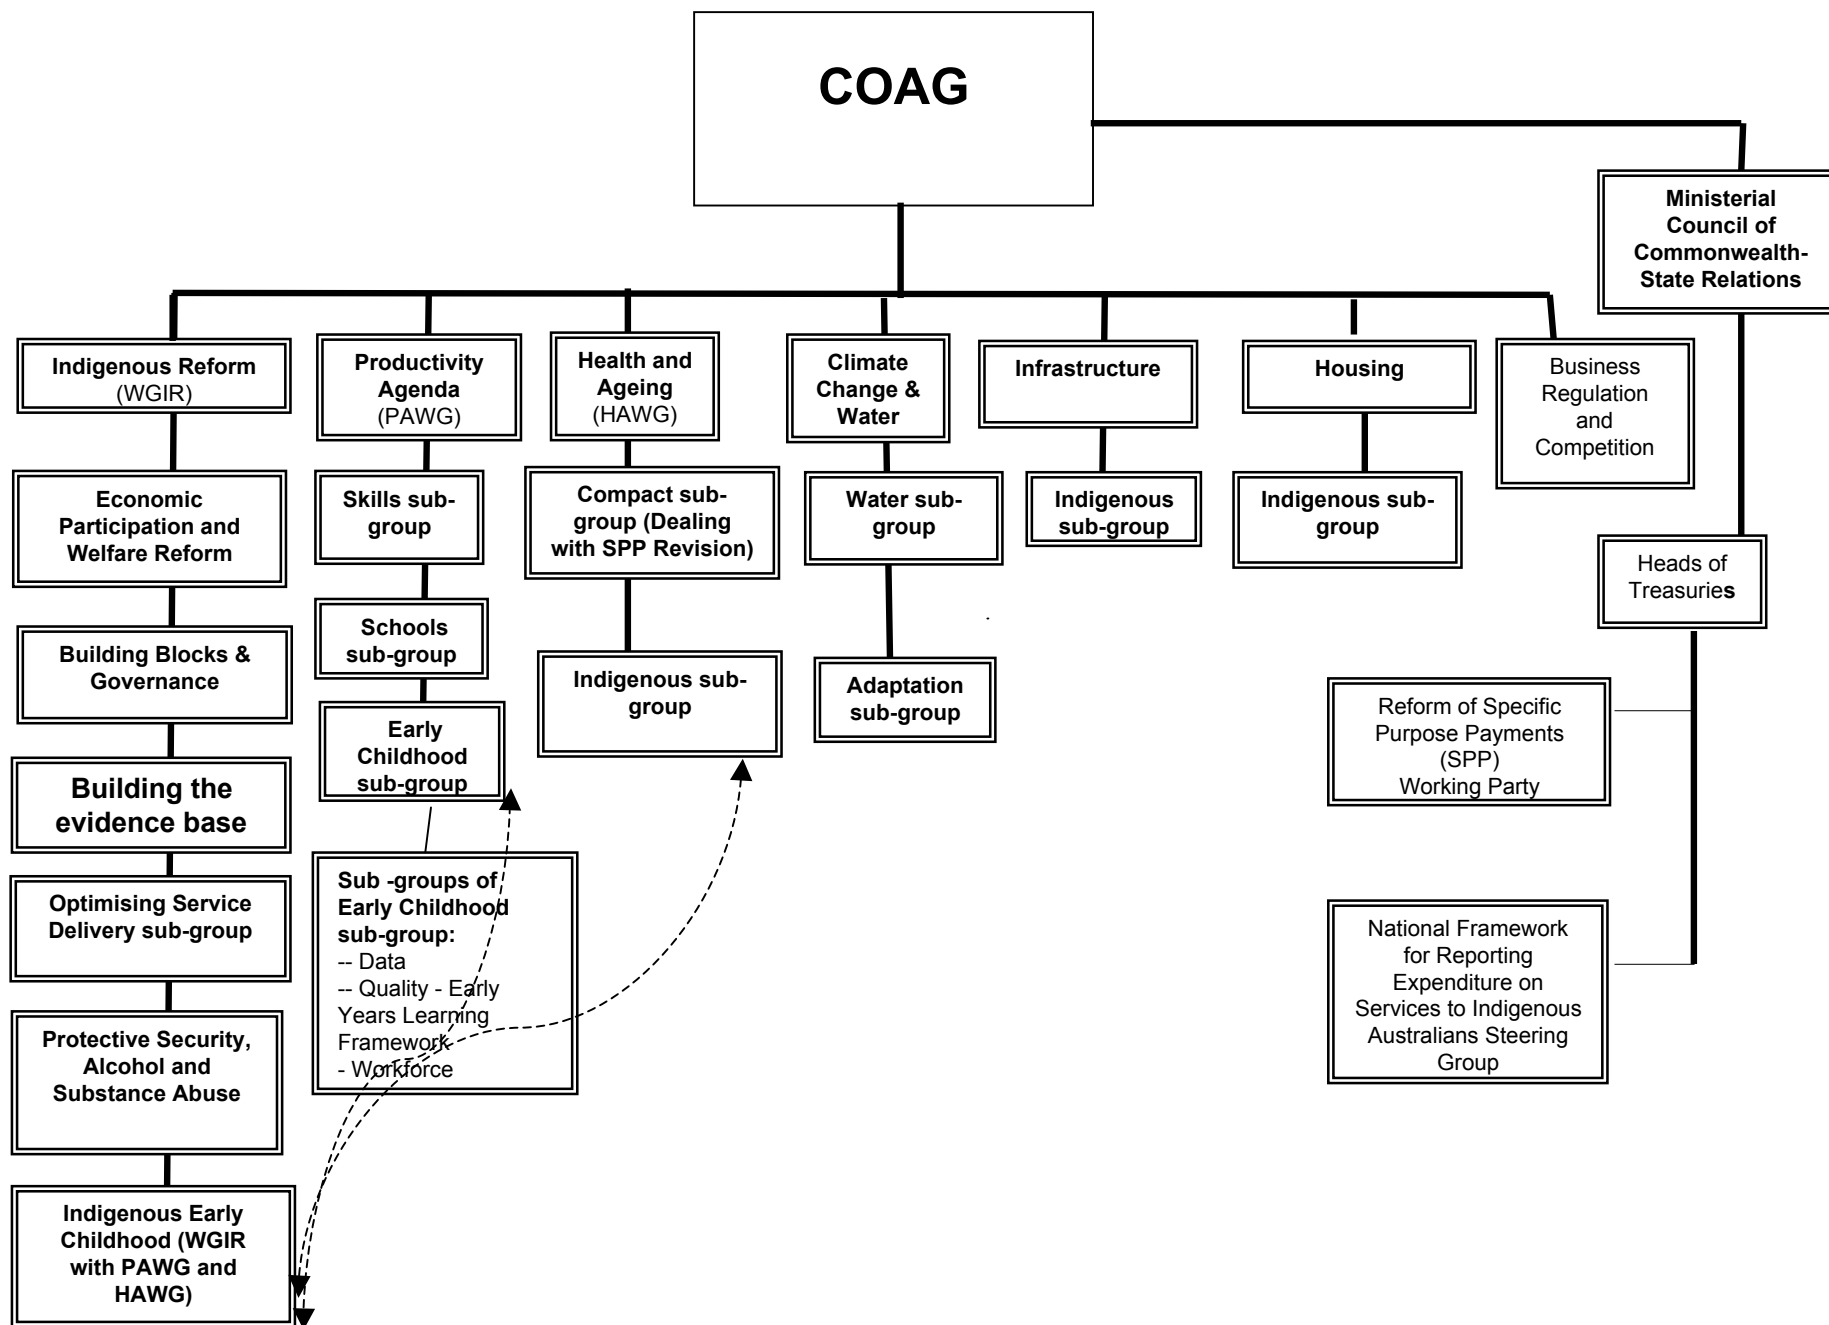 COAG
Ministerial
Council of
Commonwealth-
State Relations
Indigenous Reform
(WGIR)
Productivity
Agenda
(PAWG)
Health and
Ageing
(HAWG)
Climate
Change &
Water
Infrastructure
Housing
Business
Regulation
and
Competition
Economic
Participation and
Welfare Reform
Skills sub-
group
Compact sub-
group (Dealing
with SPP Revision)
Water sub-
group
Indigenous
sub-group
Indigenous sub-
group
Heads of
Treasuries
Building Blocks &
Governance
Schools
sub-group
Indigenous sub-
group
Adaptation
sub-group
Early
Childhood
sub-group
Reform of Specific
Purpose Payments
(SPP)
Working Party
Building the
evidence base
Sub -groups of
Early Childhood
sub-group:
-- Data
-- Quality - Early
Years Learning
Framework
- Workforce
Optimising Service
Delivery sub-group
National Framework
for Reporting
Expenditure on
Services to Indigenous
Australians Steering
Group
Protective Security,
Alcohol and
Substance Abuse
Indigenous Early
Childhood (WGIR
with PAWG and
HAWG)